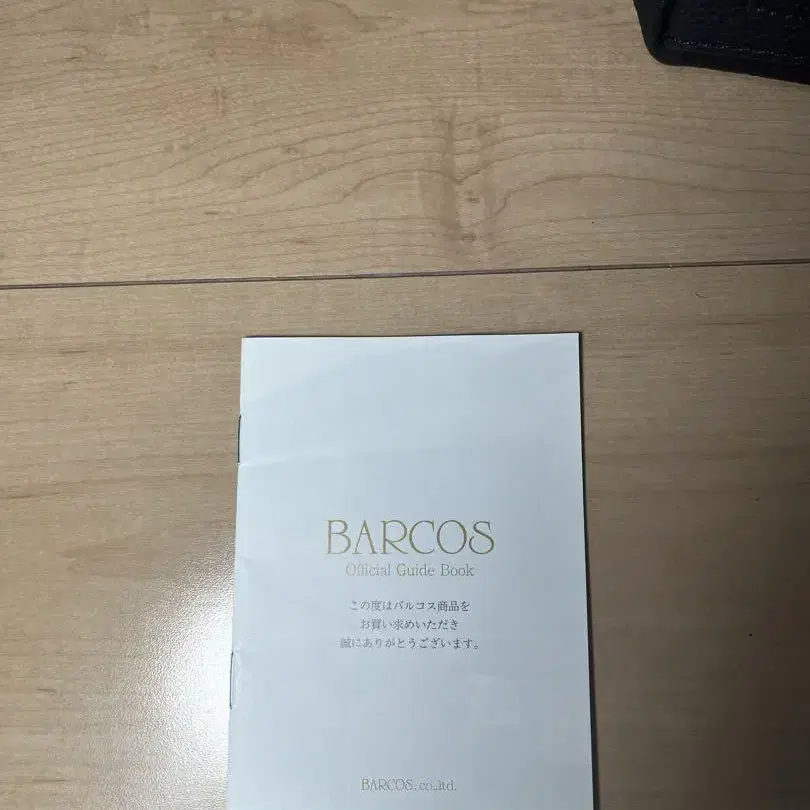 BARCOS
Official Guide Book
この度はバルコス商品を
お買い求めいただき
誠にありがとうございます。
BARCOS.co.,ltd.